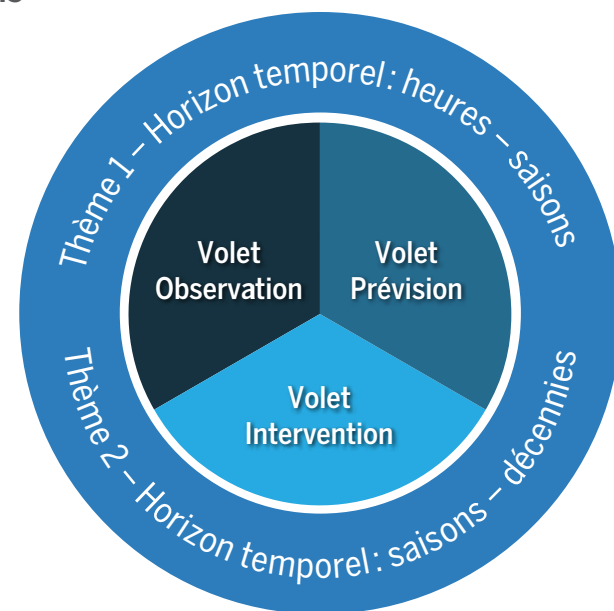 Thème 1 – Horizon temporel : heures – saisons
Volet
Observation
Volet
Prévision
Volet
Intervention
Thème 2 – Horizon temporel : saisons – décennies